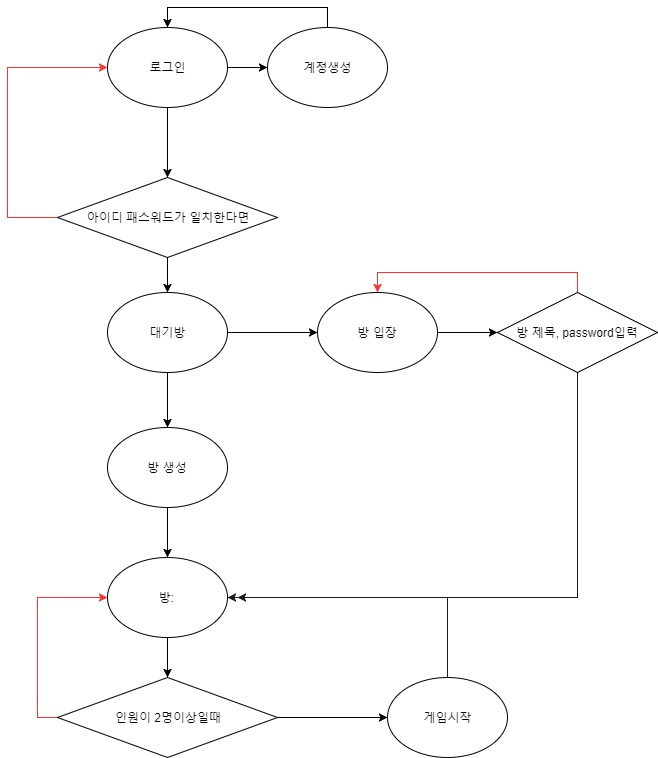 로그인
계정생성
아이디 패스워드가 일치한다면
대기방
방 입장
방 제목, password입력
방 생성
방:
인원이 2명이상일때
게임시작